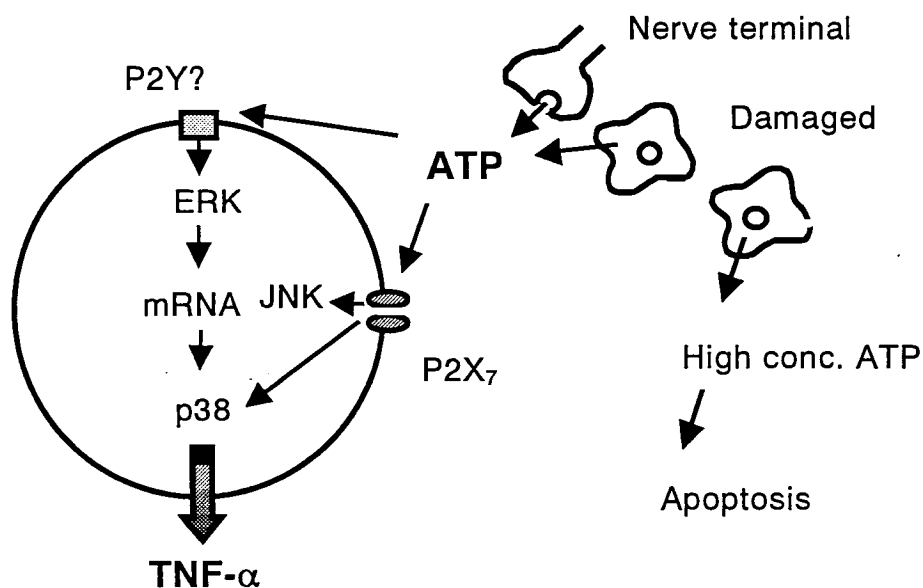 Nerve terminal
P2Y?
Damaged
ATP
ERK
mRNA
JNK
P2X₇
High conc. ATP
p38
Apoptosis
TNF-α